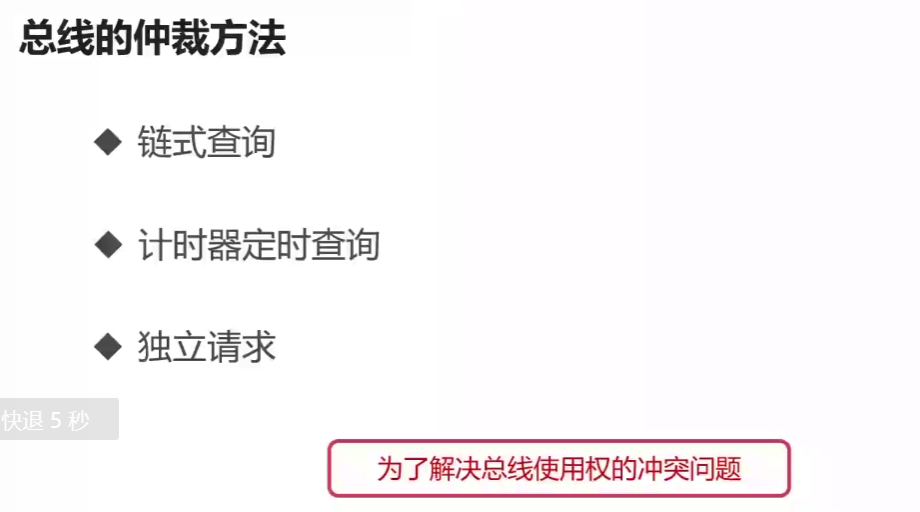 总线的仲裁方法
◆ 链式查询
◆ 计时器定时查询
◆ 独立请求
快退 5 秒
为了解决总线使用权的冲突问题